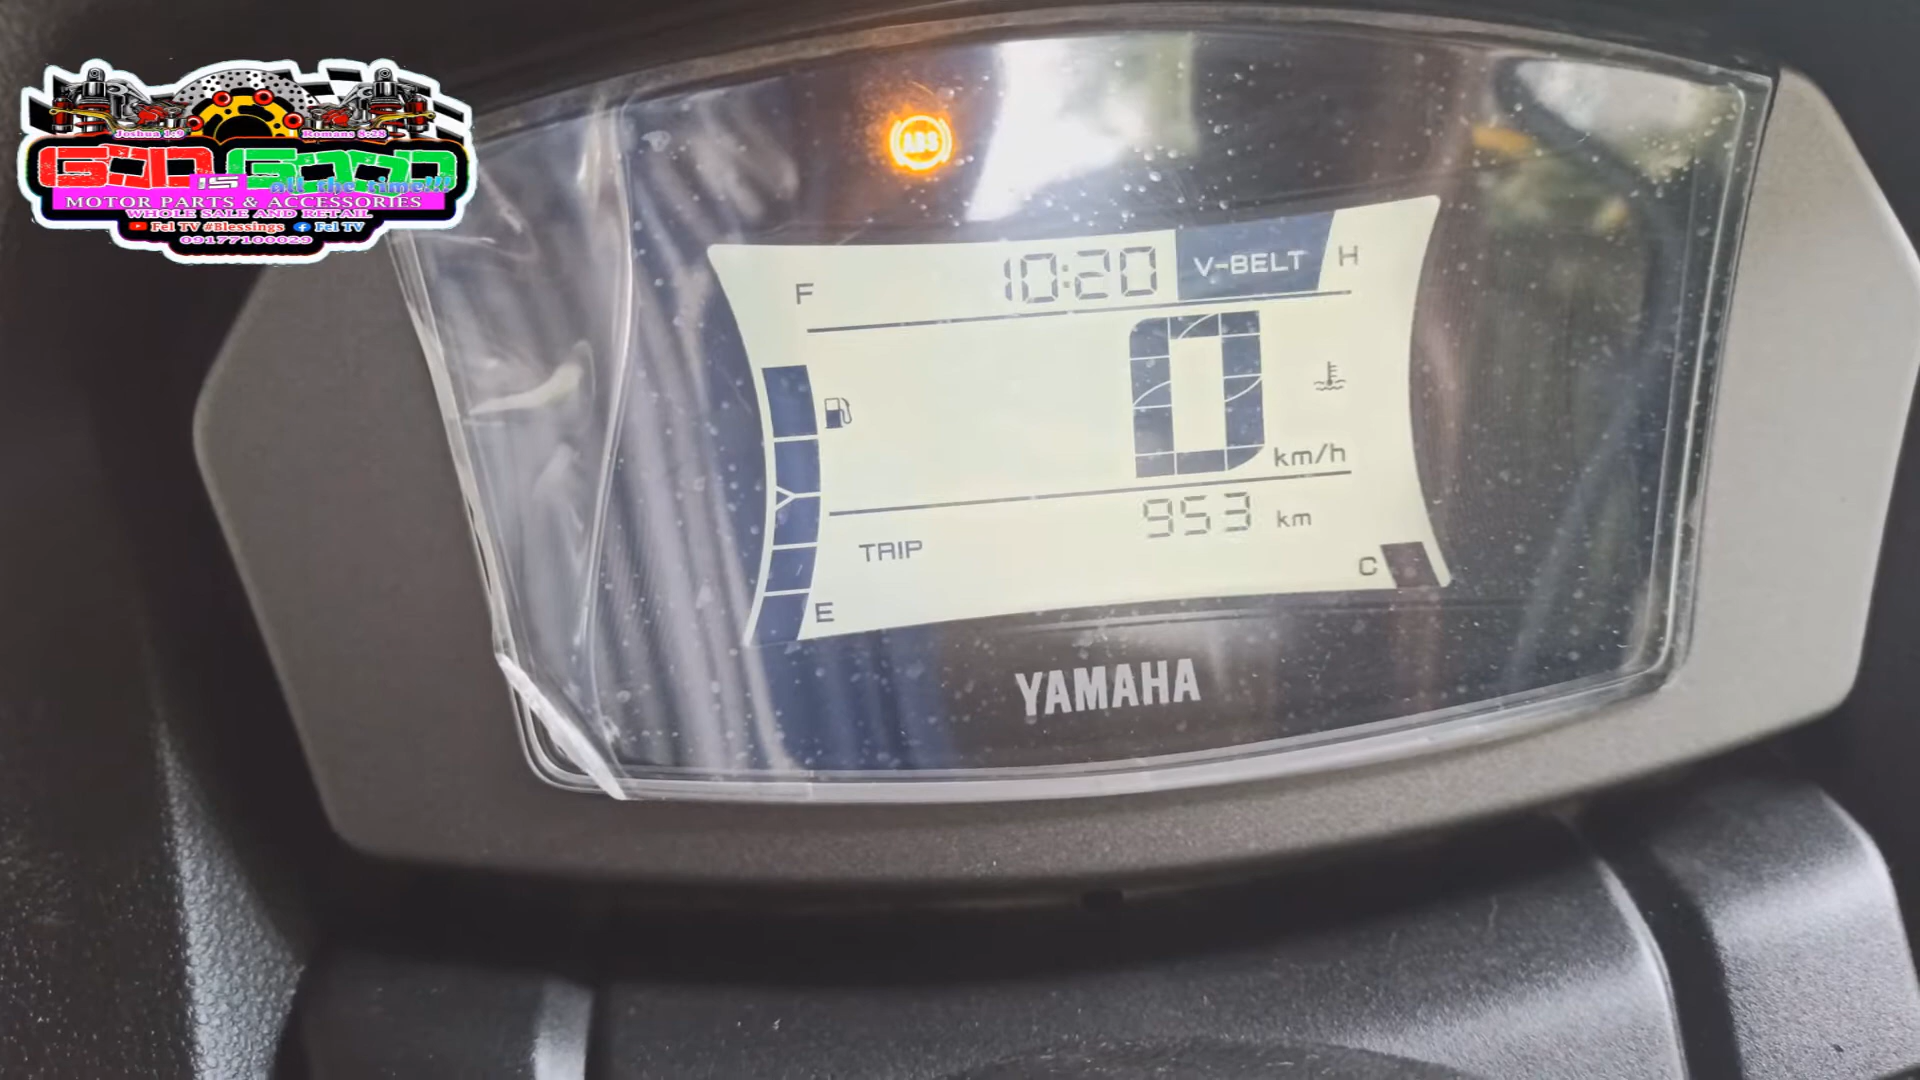 Joshua 1:9 Romans 8:28
GOD IS GOOD
all the time!!!
MOTOR PARTS & ACCESSORIES
WHOLE SALE AND RETAIL
Fel TV #Blessings Fel TV
09177100029
ABS
F 10:20 V-BELT H
0 km/h
953 km
TRIP
C
E
YAMAHA